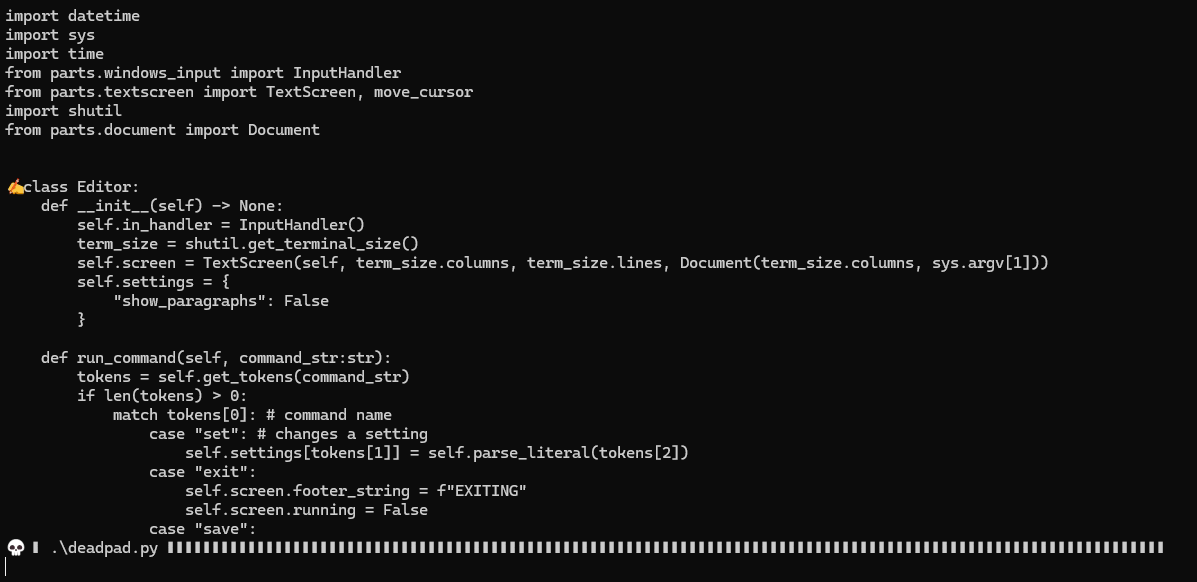 import datetime
import sys
import time
from parts.windows_input import InputHandler
from parts.textscreen import TextScreen, move_cursor
import shutil
from parts.document import Document


✍class Editor:
    def __init__(self) -> None:
        self.in_handler = InputHandler()
        term_size = shutil.get_terminal_size()
        self.screen = TextScreen(self, term_size.columns, term_size.lines, Document(term_size.columns, sys.argv[1]))
        self.settings = {
            "show_paragraphs": False
        }

    def run_command(self, command_str:str):
        tokens = self.get_tokens(command_str)
        if len(tokens) > 0:
            match tokens[0]: # command name
                case "set": # changes a setting
                    self.settings[tokens[1]] = self.parse_literal(tokens[2])
                case "exit":
                    self.screen.footer_string = f"EXITING"
                    self.screen.running = False
                case "save":
💀 ▮ .\deadpad.py